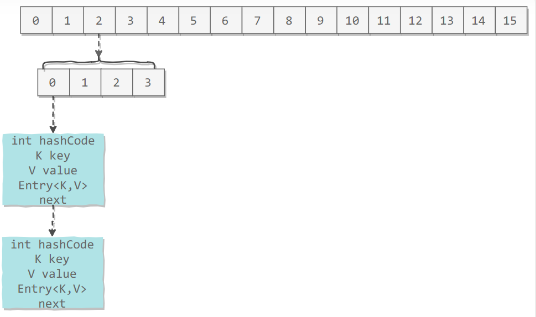 0 1 2 3 4 5 6 7 8 9 10 11 12 13 14 15
0 1 2 3
int hashCode
K key
V value
Entry<K,V>
next
int hashCode
K key
V value
Entry<K,V>
next